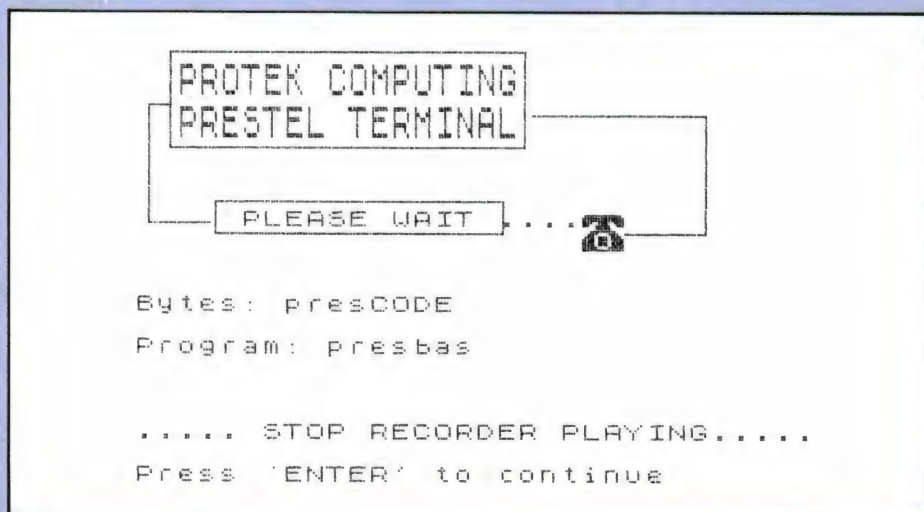 PROTEK COMPUTING
PRESTEL TERMINAL
PLEASE WAIT....
Bytes: presCODE
Program: presbas
..... STOP RECORDER PLAYING.....
Press 'ENTER' to continue